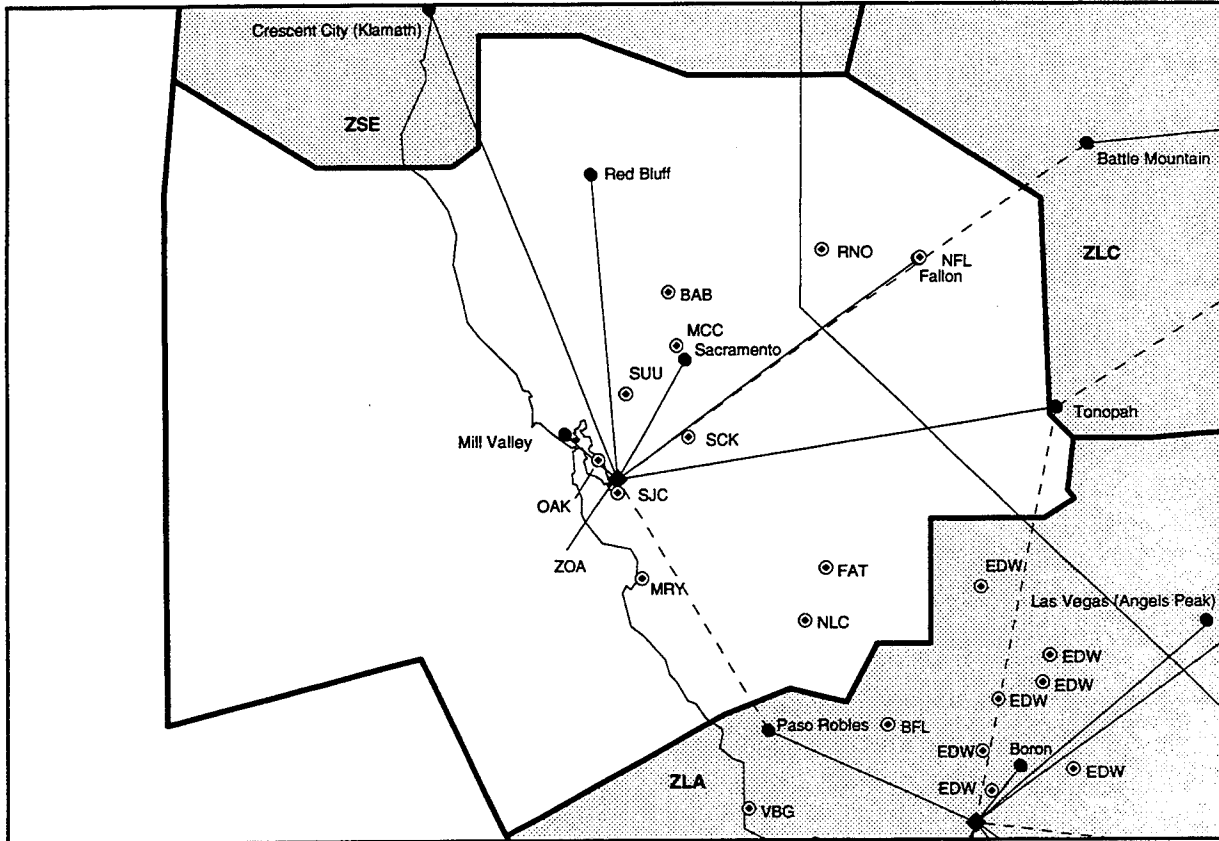 Crescent City (Klamath)
ZSE
Battle Mountain
Red Bluff
RNO
NFL
Fallon
ZLC
BAB
MCC
Sacramento
SUU
Tonopah
Mill Valley
SCK
OAK
SJC
ZOA
MRY
FAT
EDW
Las Vegas (Angels Peak)
NLC
EDW
EDW
EDW
Paso Robles
BFL
EDW
Boron
EDW
ZLA
EDW
VBG